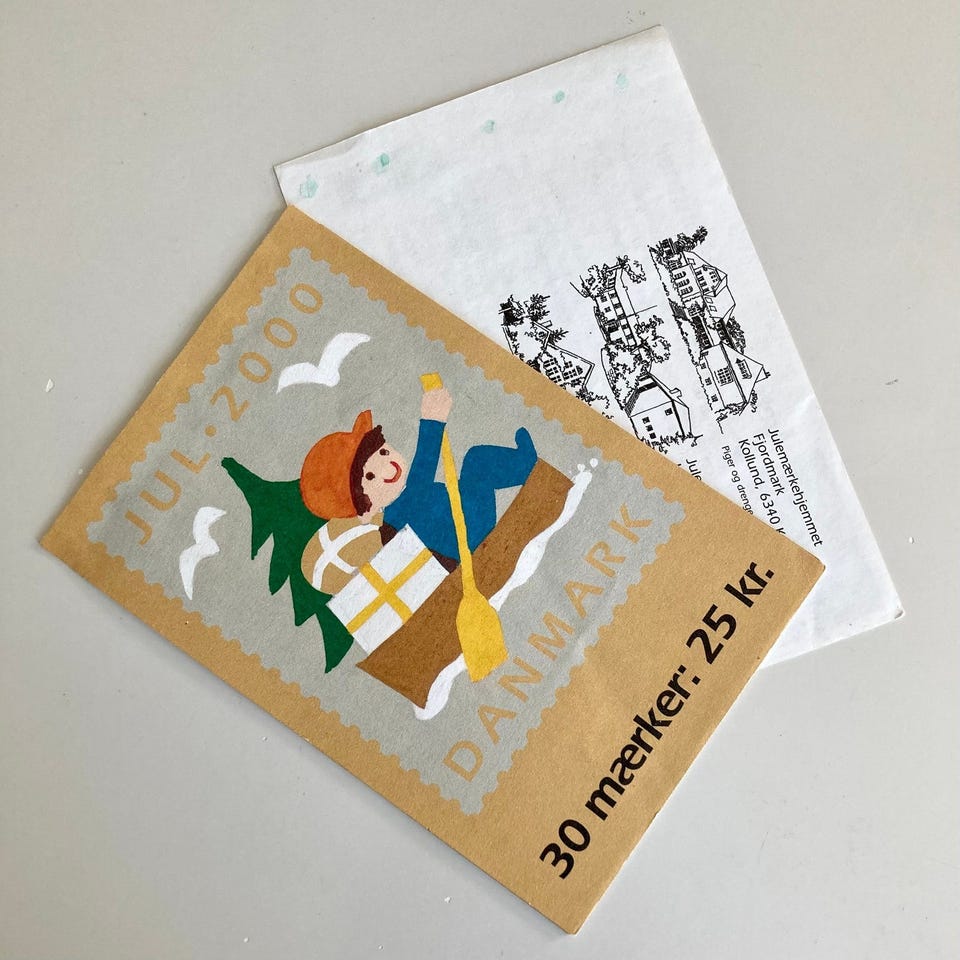 JUL•2000
DANMARK
30 mærker: 25 kr.
Julemærkehjemmet
Fjordmark
Kollund, 6340
Piger og drenge